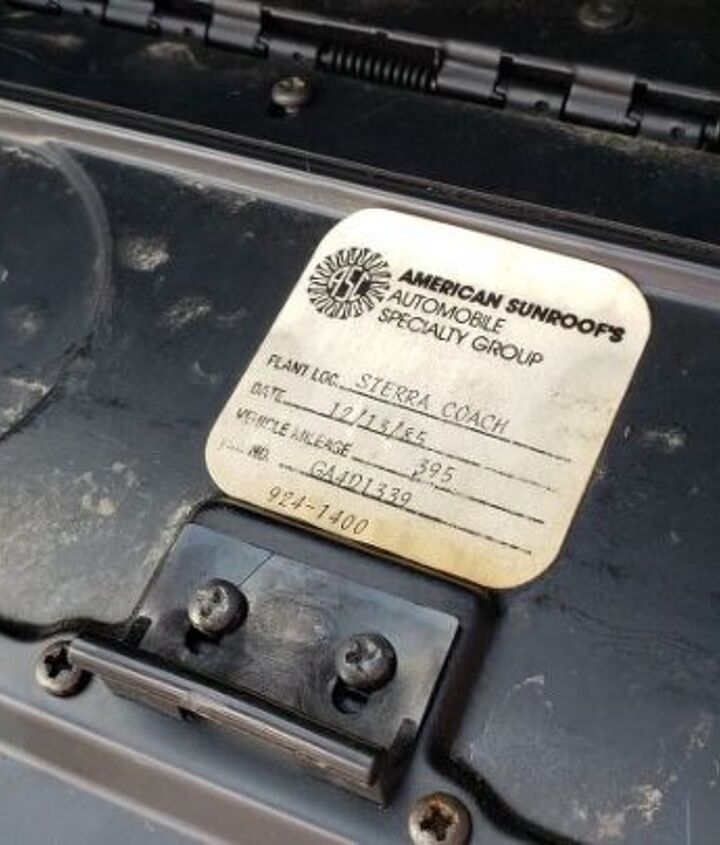 ASC
AMERICAN SUNROOF'S
AUTOMOBILE
SPECIALTY GROUP
PLANT LOC. STERRA COACH
DATE 12/13/85
VEHICLE MILEAGE 395
NO. GA4D1339
924-1400